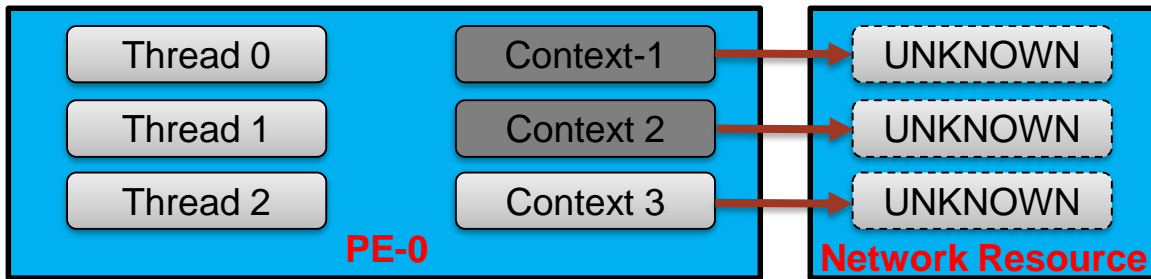 Thread 0
Context-1
UNKNOWN
Thread 1
Context 2
UNKNOWN
Thread 2
Context 3
UNKNOWN
PE-0
Network Resource